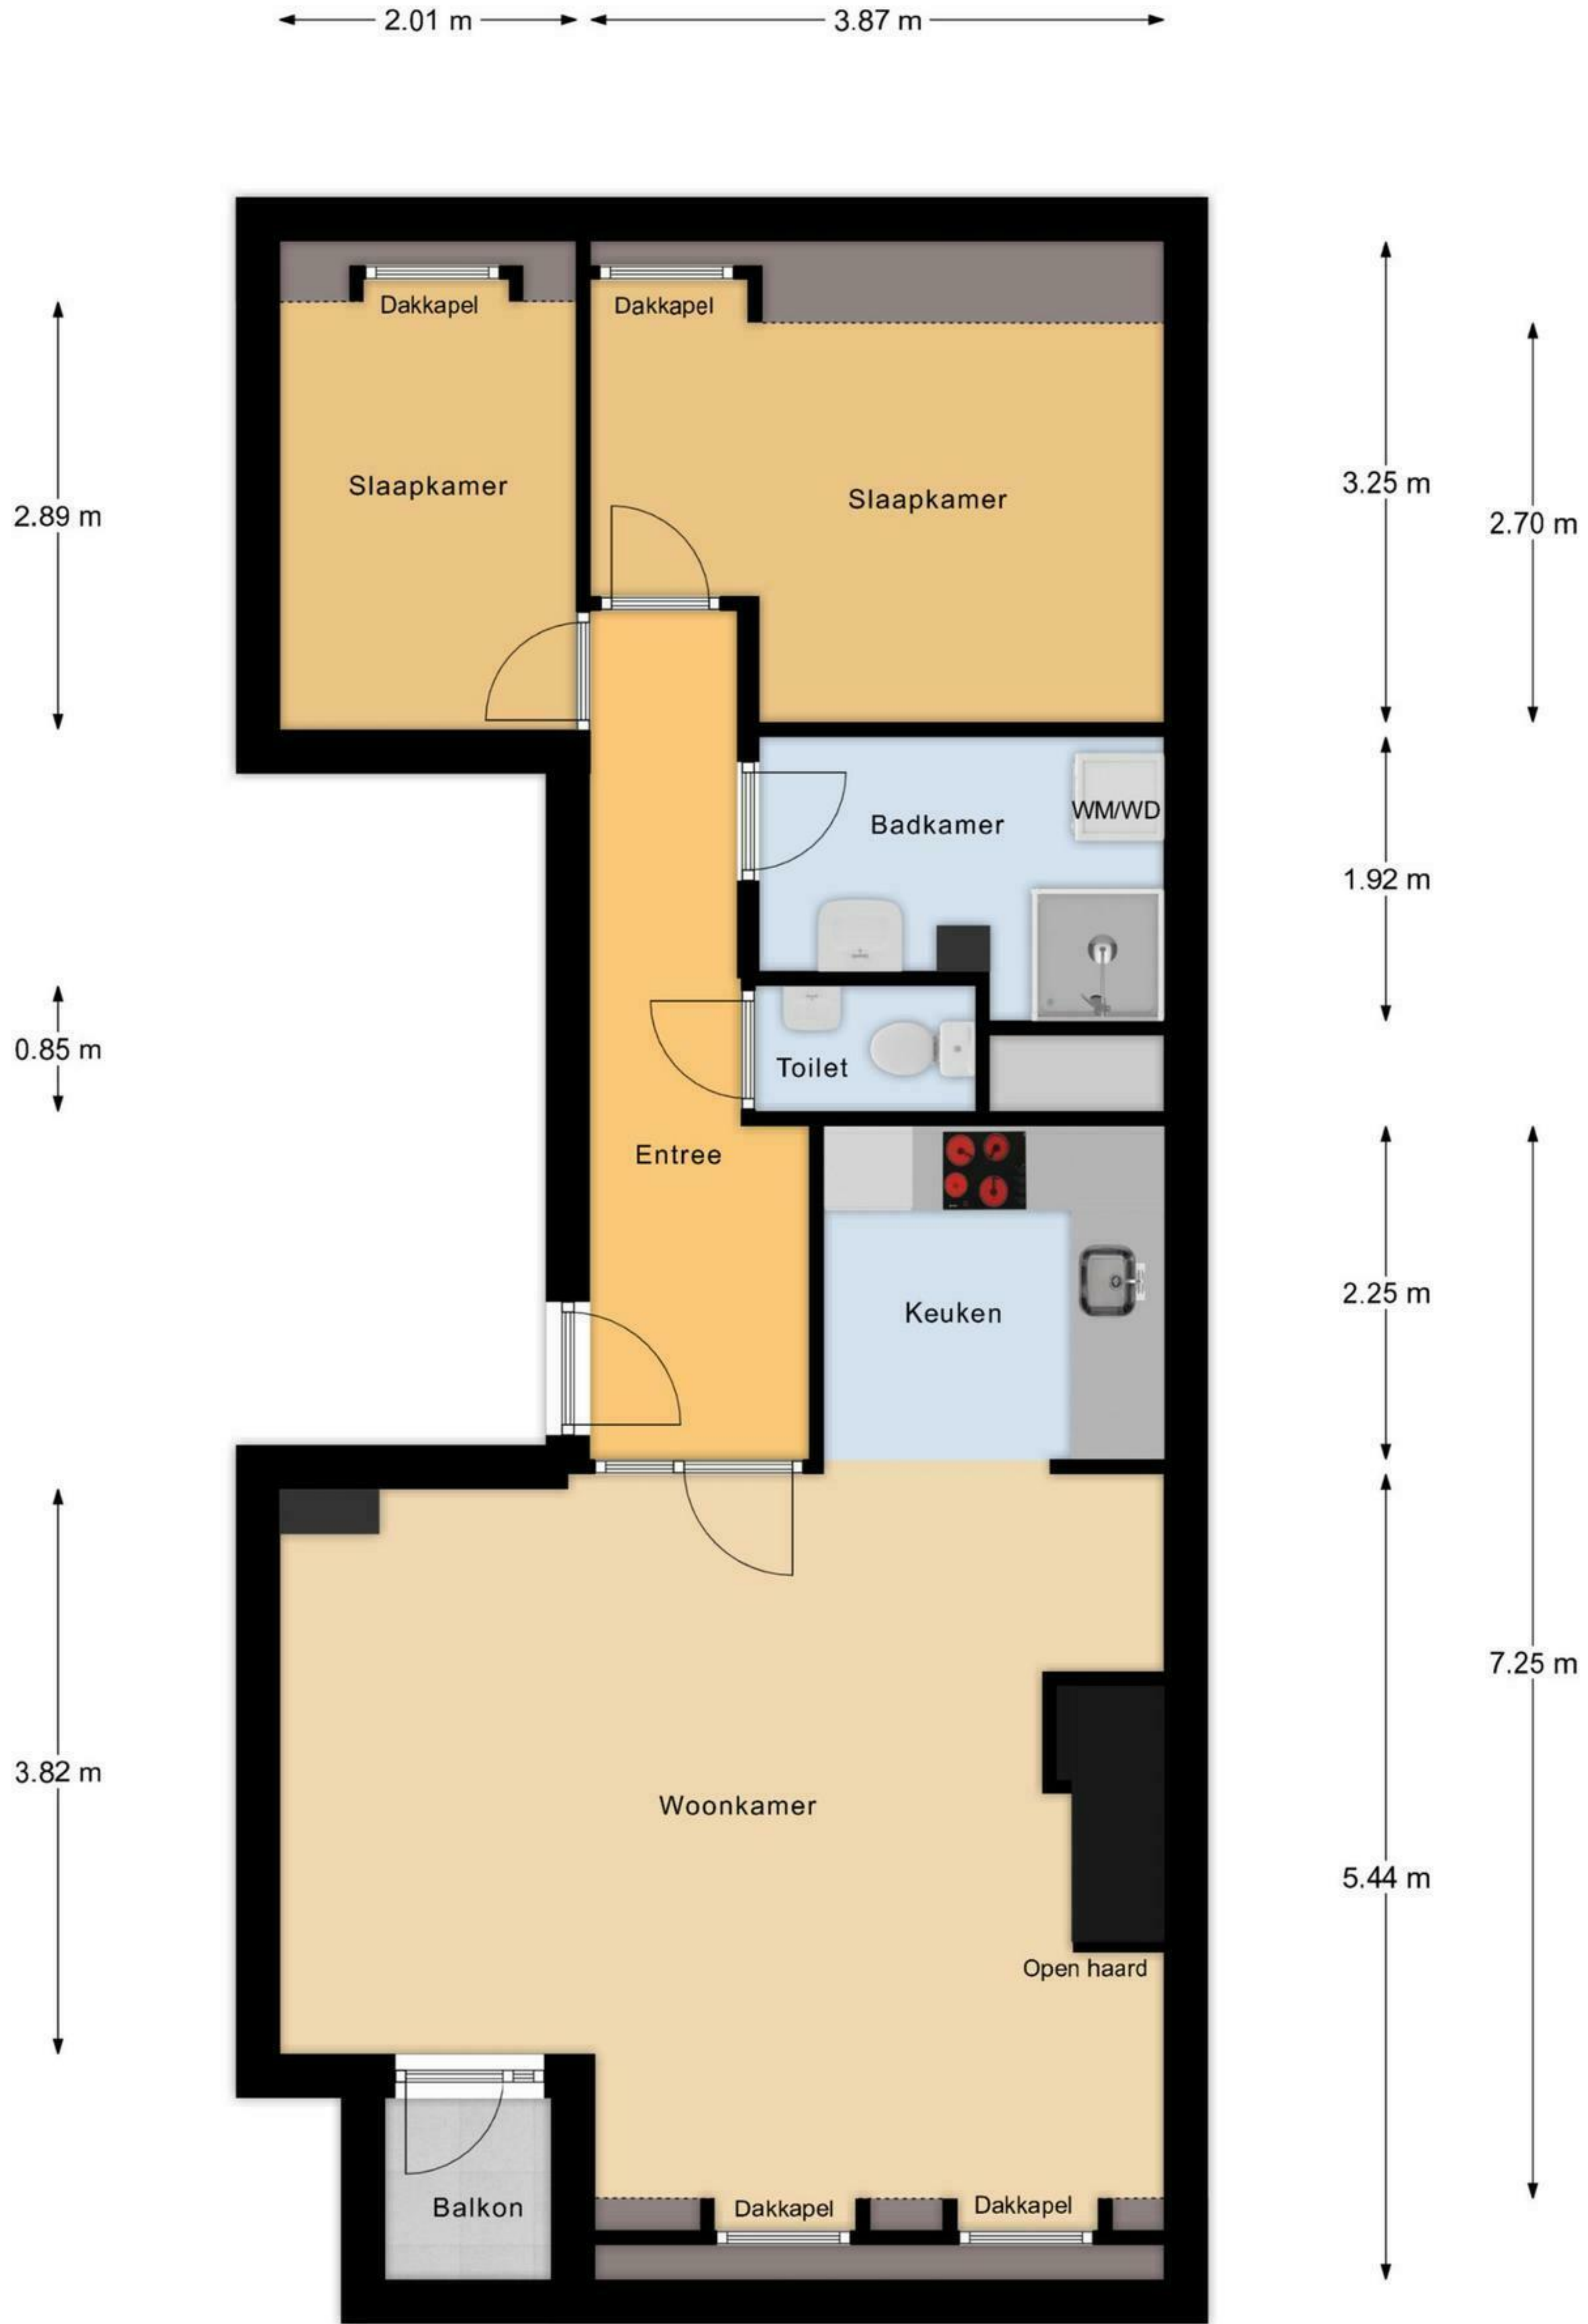 2.01 m
3.87 m
Dakkapel
Dakkapel
Slaapkamer
Slaapkamer
2.89 m
3.25 m
2.70 m
Badkamer
WM/WD
1.92 m
0.85 m
Toilet
Entree
Keuken
2.25 m
7.25 m
3.82 m
Woonkamer
5.44 m
Open haard
Balkon
Dakkapel
Dakkapel